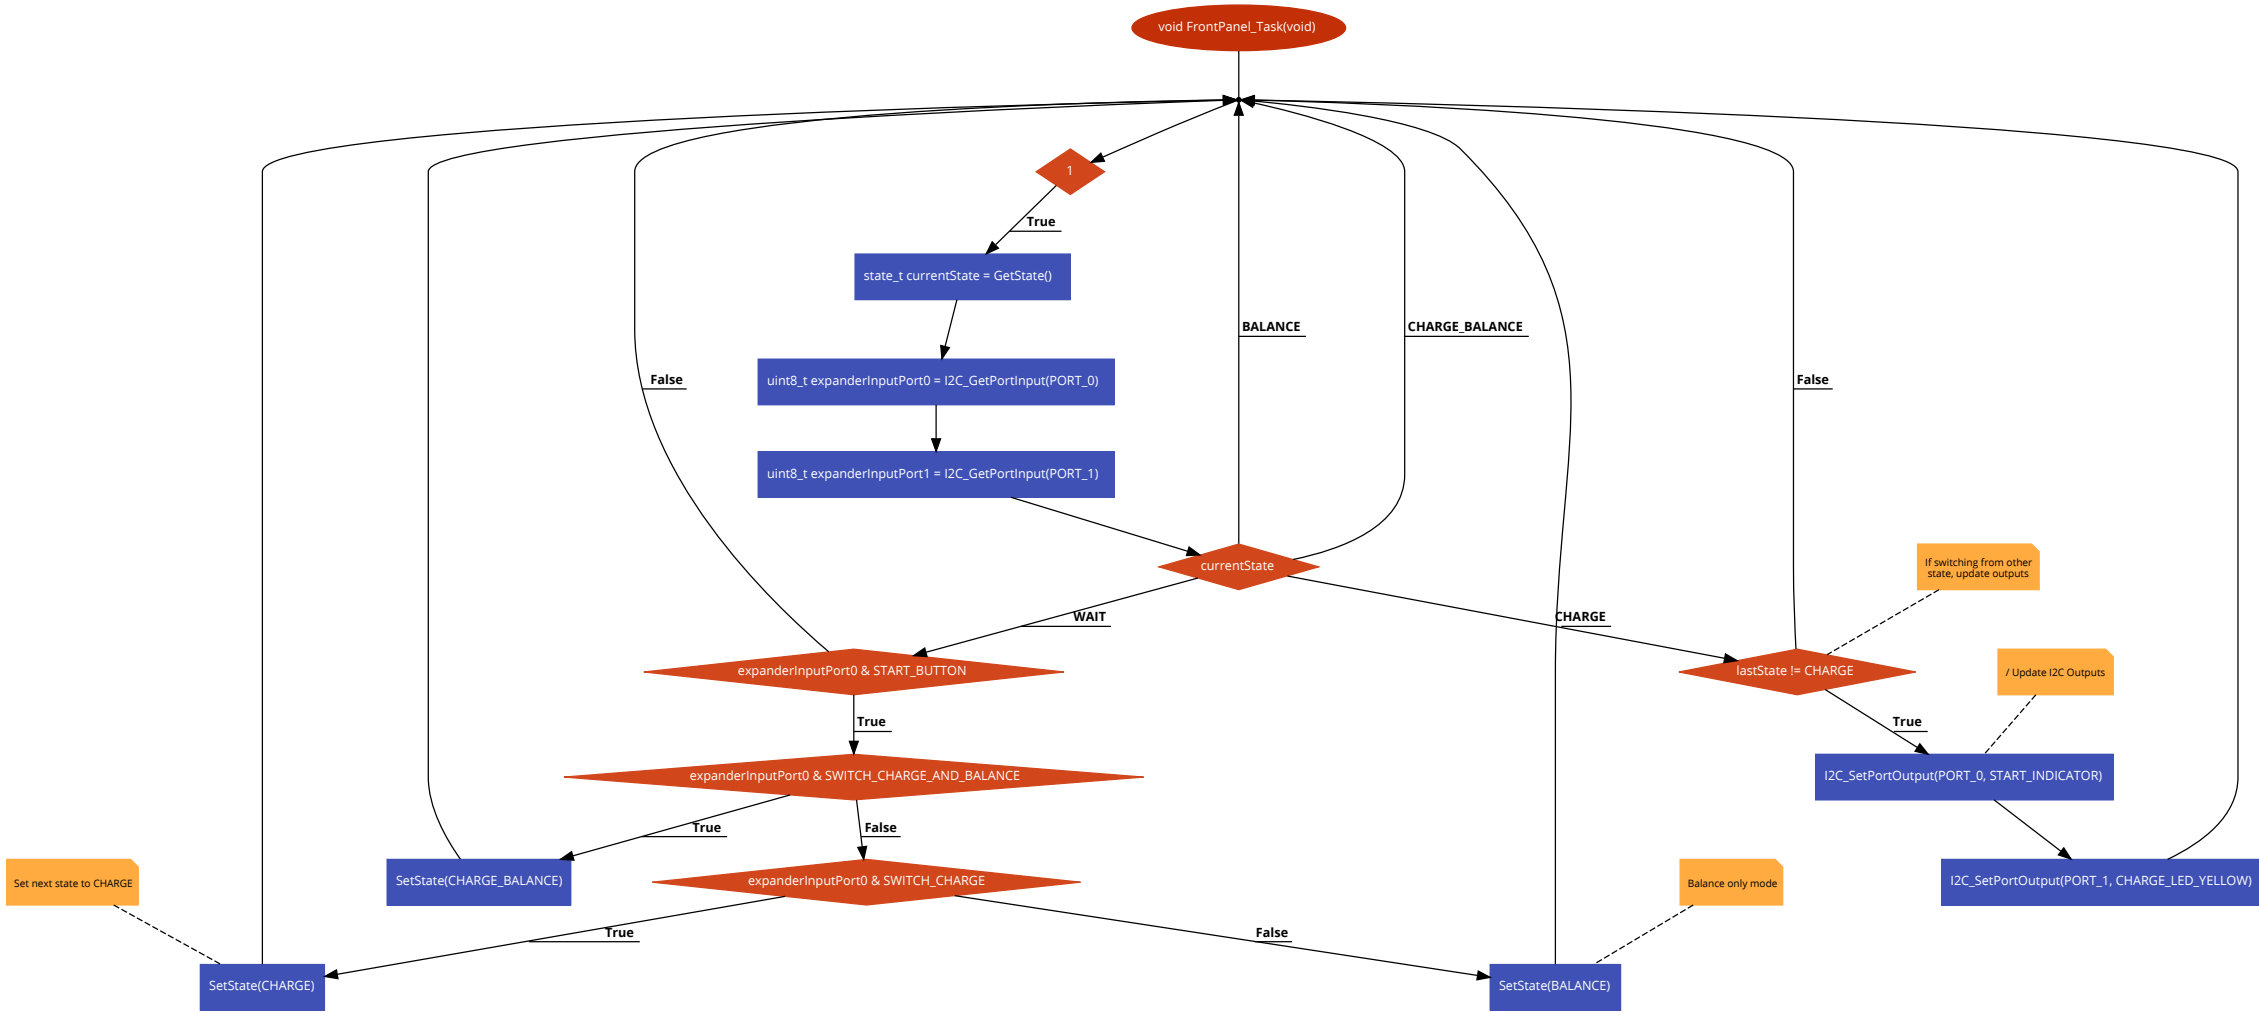 void FrontPanel_Task(void)
1
True
state_t currentState = GetState()
BALANCE
CHARGE_BALANCE
uint8_t expanderInputPort0 = I2C_GetPortInput(PORT_0)
False
False
uint8_t expanderInputPort1 = I2C_GetPortInput(PORT_1)
currentState
If switching from other
state, update outputs
WAIT
CHARGE
expanderInputPort0 & START_BUTTON
lastState != CHARGE
/ Update I2C Outputs
True
True
expanderInputPort0 & SWITCH_CHARGE_AND_BALANCE
I2C_SetPortOutput(PORT_0, START_INDICATOR)
True
False
Set next state to CHARGE
SetState(CHARGE_BALANCE)
expanderInputPort0 & SWITCH_CHARGE
Balance only mode
I2C_SetPortOutput(PORT_1, CHARGE_LED_YELLOW)
True
False
SetState(CHARGE)
SetState(BALANCE)